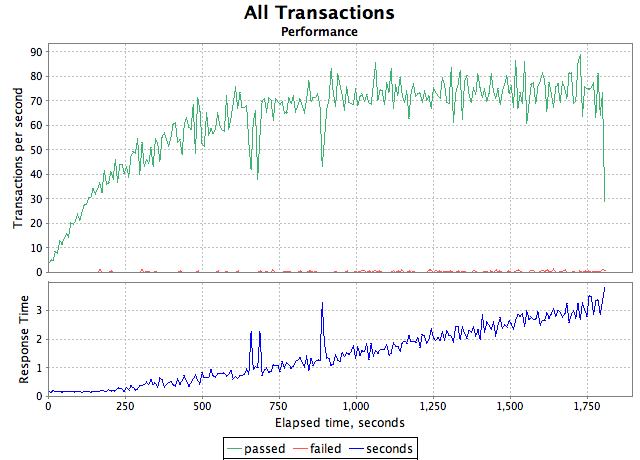 All Transactions
Performance
Transactions per second
90
80
70
60
50
40
30
20
10
0
Response Time
3
2
1
0
0 250 500 750 1,000 1,250 1,500 1,750
Elapsed time, seconds
passed failed seconds